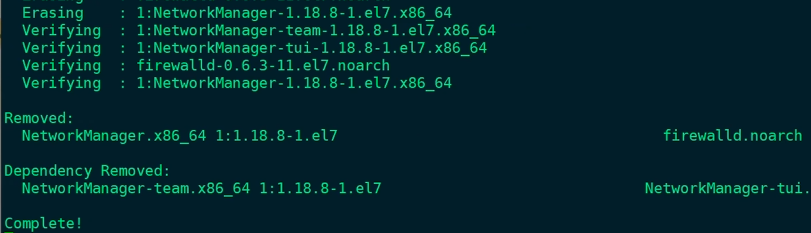 Erasing    : 1:NetworkManager-1.18.8-1.el7.x86_64
Verifying  : 1:NetworkManager-team-1.18.8-1.el7.x86_64
Verifying  : 1:NetworkManager-tui-1.18.8-1.el7.x86_64
Verifying  : firewalld-0.6.3-11.el7.noarch
Verifying  : 1:NetworkManager-1.18.8-1.el7.x86_64
Removed:
NetworkManager.x86_64 1:1.18.8-1.el7 firewalld.noarch
Dependency Removed:
NetworkManager-team.x86_64 1:1.18.8-1.el7 NetworkManager-tui.
Complete!